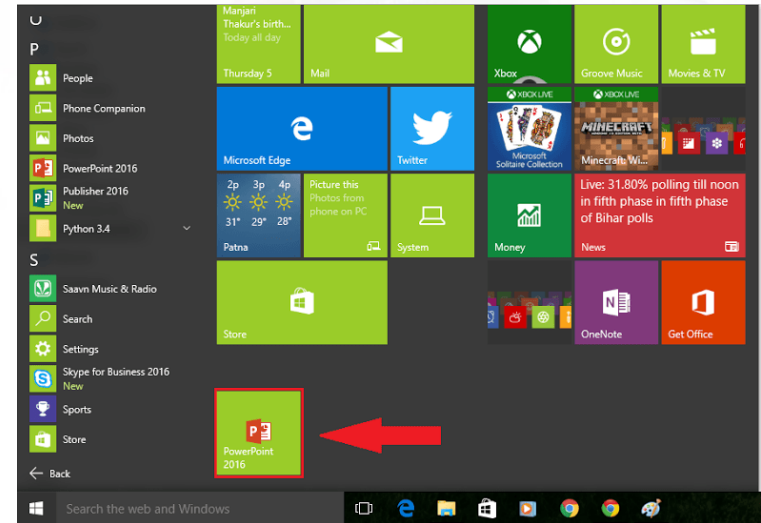 P
People
Phone Companion
Photos
PowerPoint 2016
Publisher 2016
New
Python 3.4
S
Saavn Music & Radio
Search
Settings
Skype for Business 2016
New
Sports
Store
Back
Search the web and Windows
Manjari
Thakur's birth...
Today all day
Thursday 5
Mail
Microsoft Edge
Twitter
2p 3p 4p
31° 29° 28°
Patna
Picture this
Photos from
phone on PC
System
Store
PowerPoint
2016
Xbox
Groove Music
Movies & TV
XBOX LIVE
Microsoft
Solitaire Collection
XBOX LIVE
MINECRAFT
Minecraft: Wi...
Money
Live: 31.80% polling till noon
in fifth phase in fifth phase
of Bihar polls
News
OneNote
Get Office